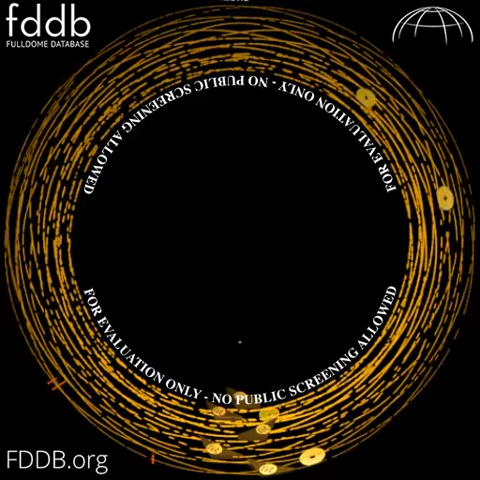 fddb
FULLDOME DATABASE
FOR EVALUATION ONLY - NO PUBLIC SCREENING ALLOWED
FOR EVALUATION ONLY - NO PUBLIC SCREENING ALLOWED
FDDB.org